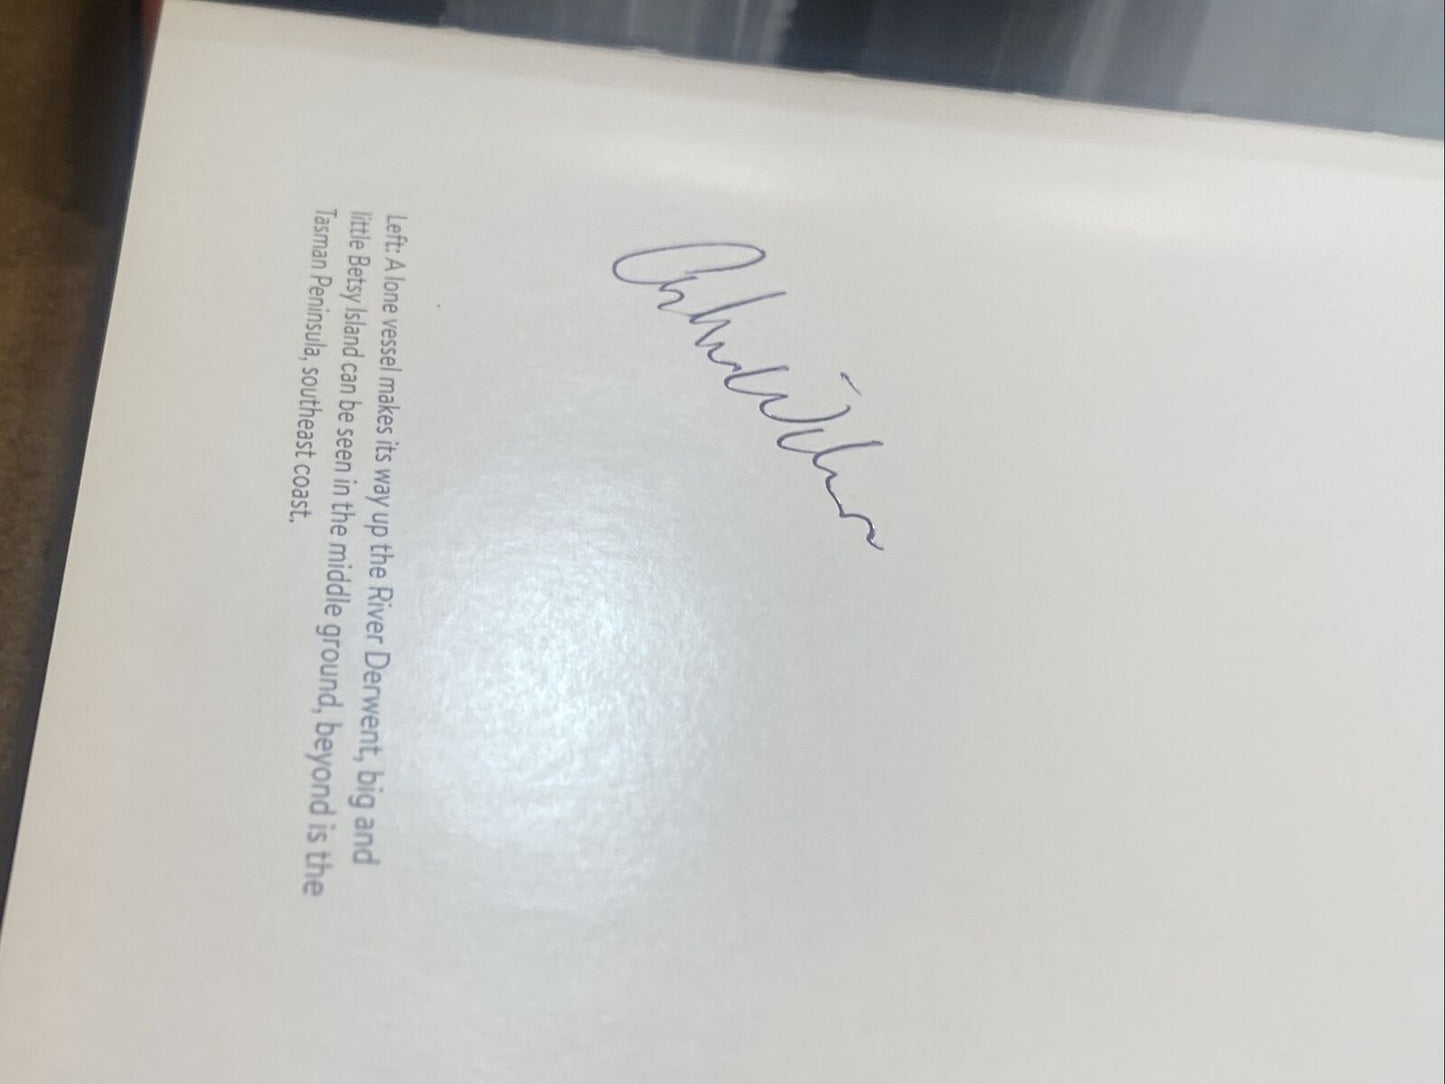 Left: A lone vessel makes its way up the River Derwent, big and
little Betsy Island can be seen in the middle ground, beyond is the
Tasman Peninsula, southeast coast.